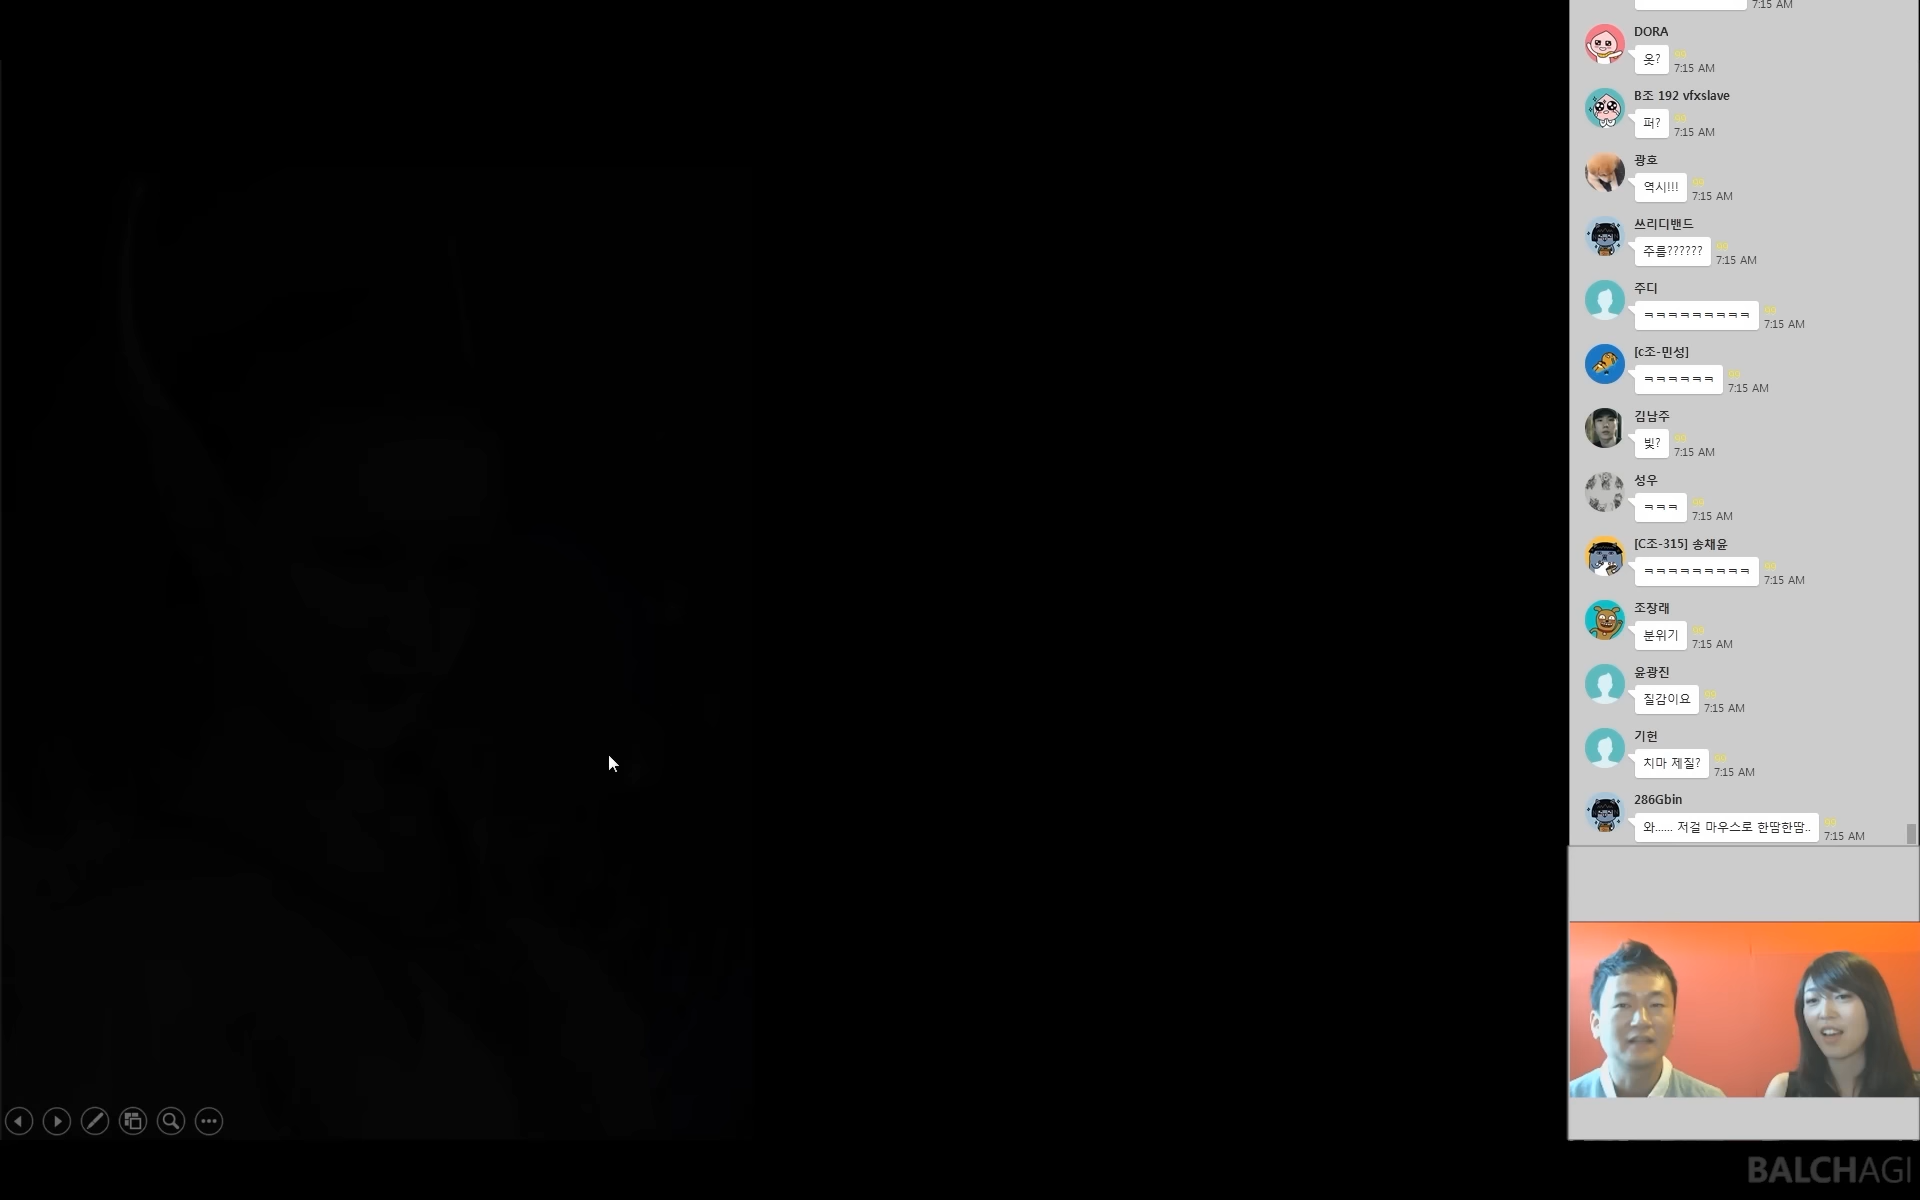 7:15 AM
DORA
옷?
7:15 AM
B조 192 vfxslave
퍼?
7:15 AM
광호
역시!!!
7:15 AM
쓰리디밴드
주름??????
7:15 AM
주디
ㅋㅋㅋㅋㅋㅋㅋㅋㅋ
7:15 AM
[c조-민성]
ㅋㅋㅋㅋㅋㅋ
7:15 AM
김남주
빛?
7:15 AM
성우
ㅋㅋㅋ
7:15 AM
[C조-315] 송채윤
ㅋㅋㅋㅋㅋㅋㅋㅋㅋ
7:15 AM
조장래
분위기
7:15 AM
윤광진
질감이요
7:15 AM
기헌
치마 제질?
7:15 AM
286Gbin
와...... 저걸 마우스로 한땀한땀..
7:15 AM
BALCHAGI